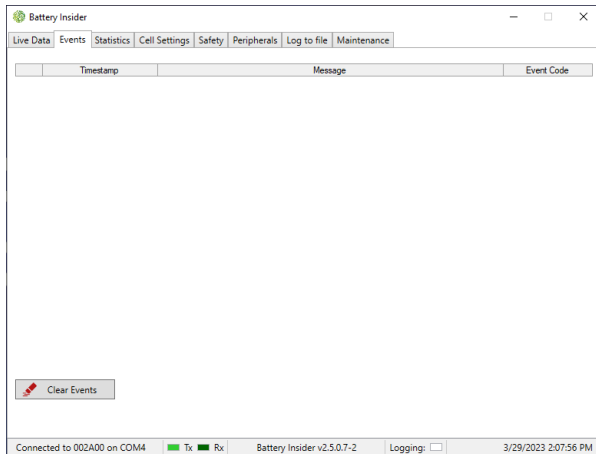 Battery Insider
Live Data Events Statistics Cell Settings Safety Peripherals Log to file Maintenance
Timestamp Message Event Code
Clear Events
Connected to 002A00 on COM4 Tx Rx Battery Insider v2.5.0.7-2 Logging: 3/29/2023 2:07:56 PM